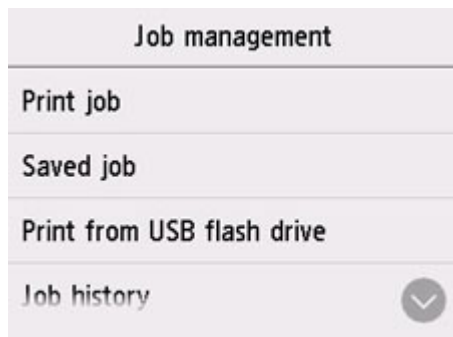 Job management
Print job
Saved job
Print from USB flash drive
Job history